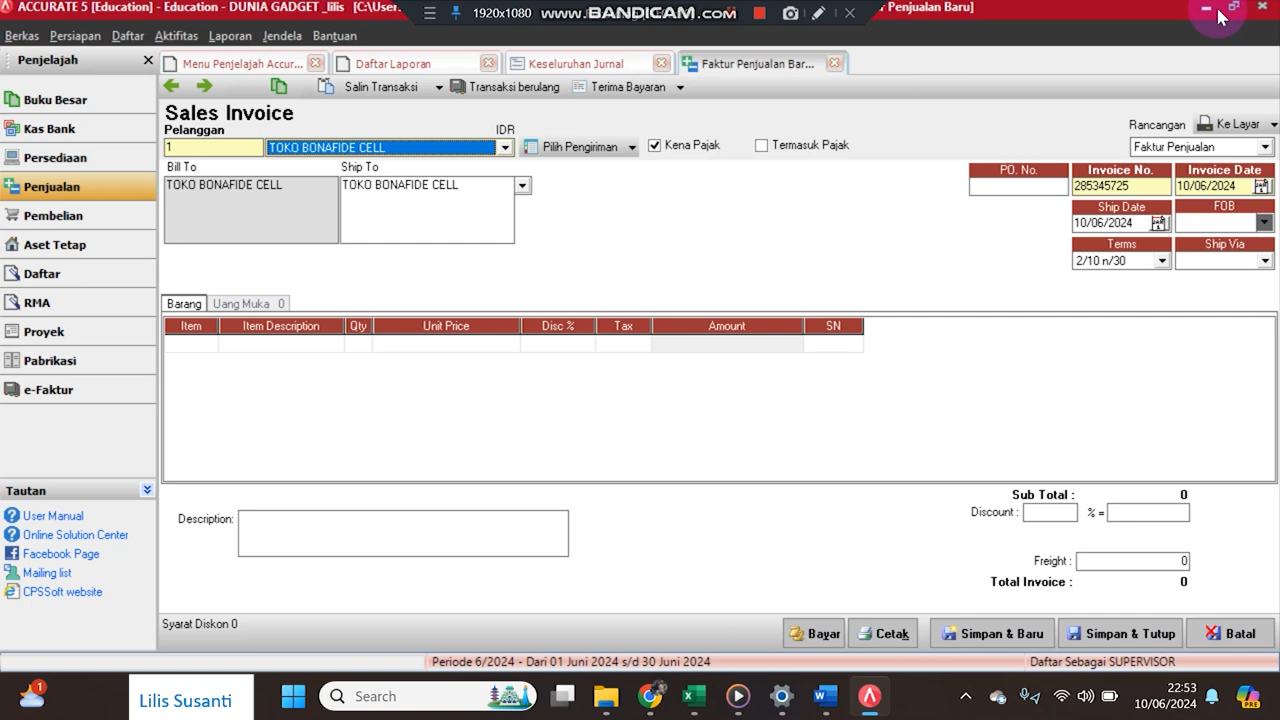 ACCURATE 5 [Education] - Education - DUNIA GADGET _lilis [C:\Use
1920x1080 www.BANDICAM.com
r Penjualan Baru]
Berkas Persiapan Daftar Aktifitas Laporan Jendela Bantuan
Penjelajah
Menu Penjelajah Accur...
Daftar Laporan
Keseluruhan Jurnal
Faktur Penjualan Bar...
Salin Transaksi Transaksi berulang Terima Bayaran
Buku Besar
Kas Bank
Persediaan
Penjualan
Pembelian
Aset Tetap
Daftar
RMA
Proyek
Pabrikasi
e-Faktur
Tautan
User Manual
Online Solution Center
Facebook Page
Mailing list
CPSSoft website
Sales Invoice
Pelanggan IDR
1 TOKO BONAFIDE CELL Pilih Pengiriman Kena Pajak Termasuk Pajak
Rancangan Ke Layar
Faktur Penjualan
Bill To Ship To
TOKO BONAFIDE CELL TOKO BONAFIDE CELL
PO. No. Invoice No. Invoice Date
285345725 10/06/2024
Ship Date FOB
10/06/2024
Terms Ship Via
2/10 n/30
Barang Uang Muka 0
Item Item Description Qty Unit Price Disc % Tax Amount SN
Sub Total : 0
Discount : % =
Description:
Freight : 0
Total Invoice : 0
Syarat Diskon 0
Bayar Cetak Simpan & Baru Simpan & Tutup Batal
Periode 6/2024 - Dari 01 Juni 2024 s/d 30 Juni 2024 Daftar Sebagai SUPERVISOR
1
Lilis Susanti
Search
22:53
10/06/2024
PRE